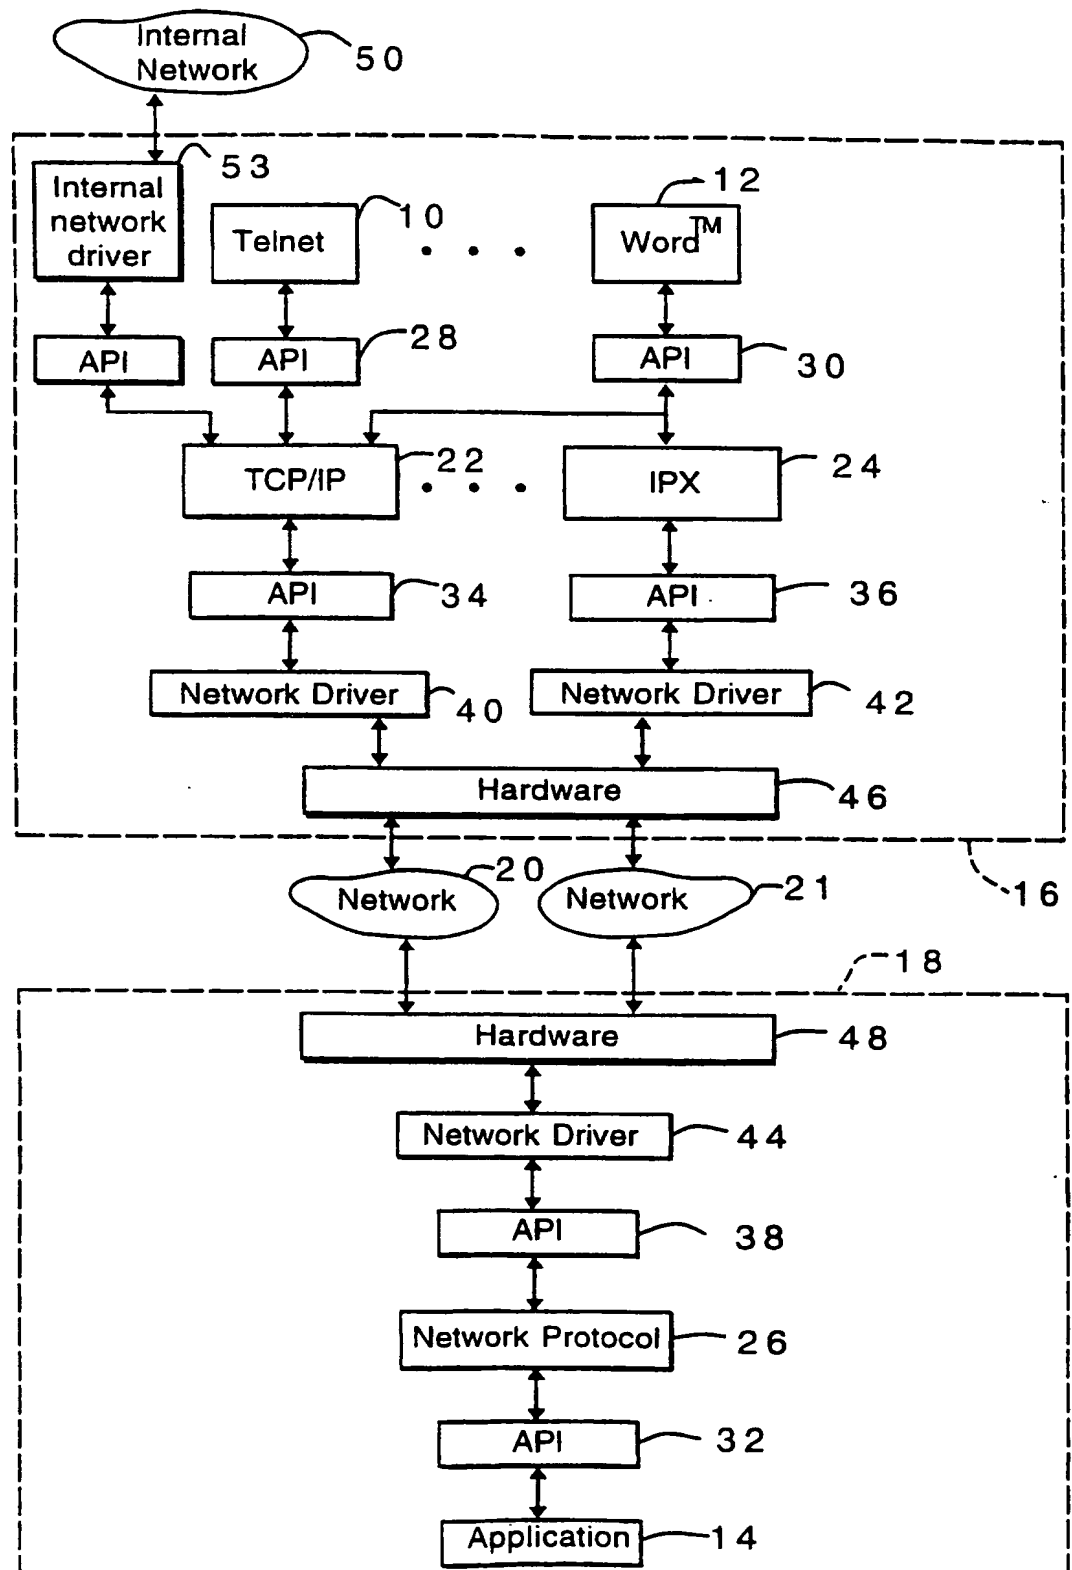 Internal
Network
50
53
Internal
network
driver
10
Telnet
12
Word™
API
API
28
API
30
TCP/IP
22
IPX
24
API
34
API
36
Network Driver
40
Network Driver
42
Hardware
46
20
Network
21
Network
16
18
Hardware
48
Network Driver
44
API
38
Network Protocol
26
API
32
Application
14